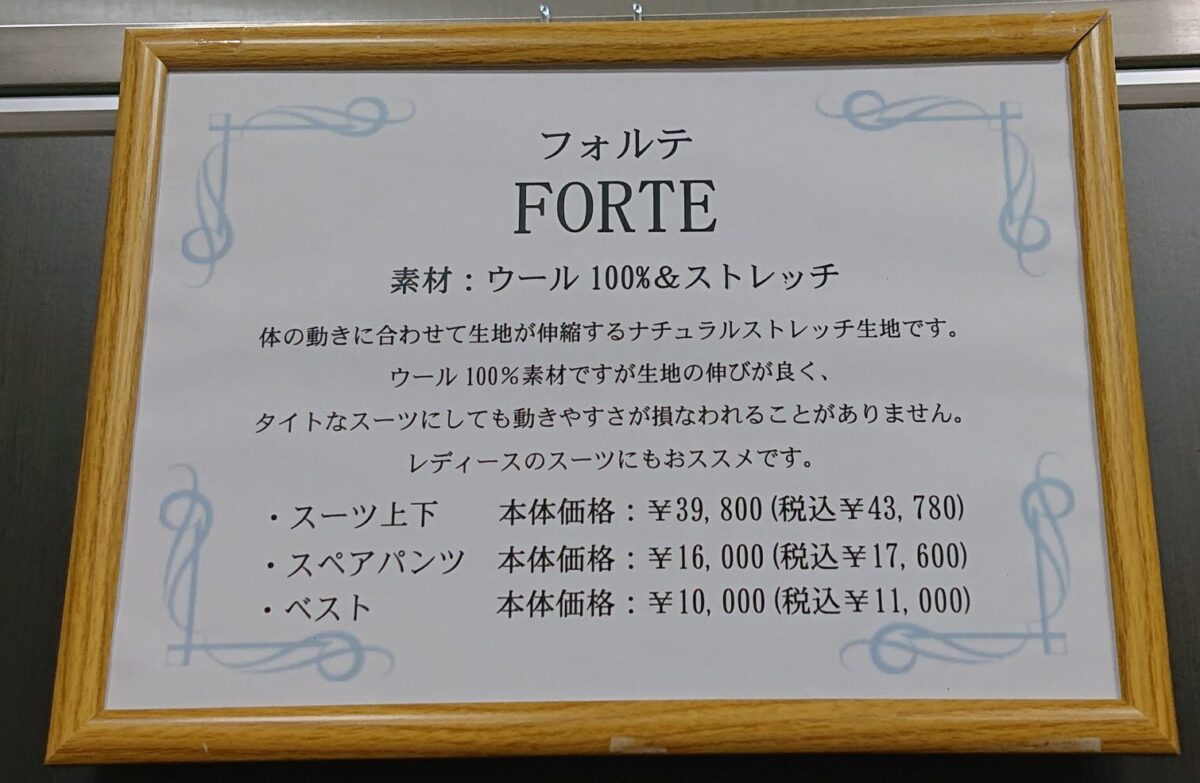 フォルテ
FORTE
素材：ウール 100%＆ストレッチ
体の動きに合わせて生地が伸縮するナチュラルストレッチ生地です。
ウール 100％素材ですが生地の伸びが良く、
タイトなスーツにしても動きやすさが損なわれることがありません。
レディースのスーツにもおススメです。
・スーツ上下　本体価格：￥39,800(税込￥43,780)
・スペアパンツ　本体価格：￥16,000(税込￥17,600)
・ベスト　本体価格：￥10,000(税込￥11,000)